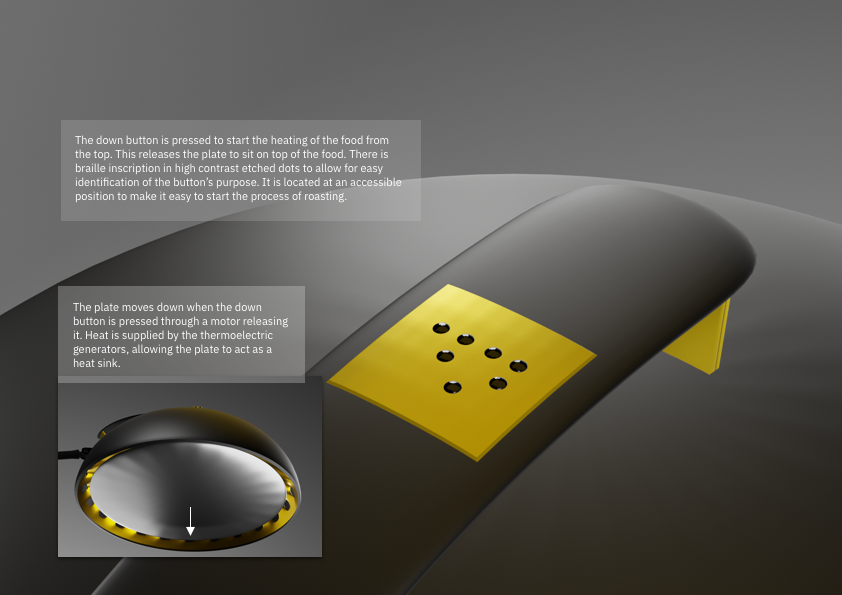 The down button is pressed to start the heating of the food from
the top. This releases the plate to sit on top of the food. There is
braille inscription in high contrast etched dots to allow for easy
identification of the button's purpose. It is located at an accessible
position to make it easy to start the process of roasting.
The plate moves down when the down
button is pressed through a motor releasing
it. Heat is supplied by the thermoelectric
generators, allowing the plate to act as a
heat sink.